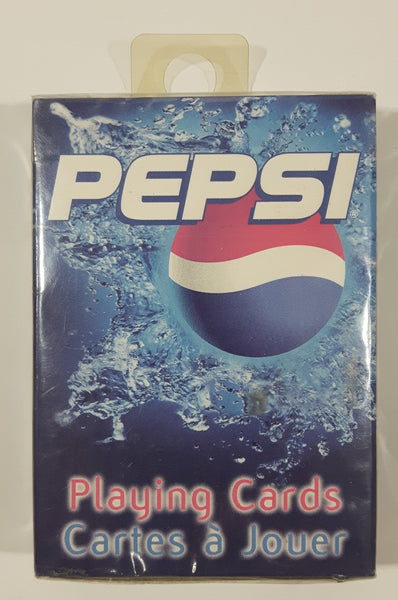 PEPSI®
Playing Cards
Cartes à Jouer